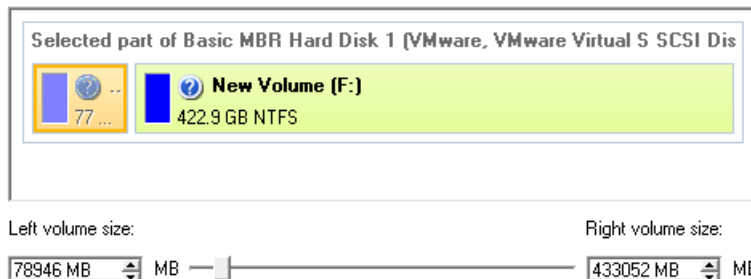 Selected part of Basic MBR Hard Disk 1 (VMware, VMware Virtual S SCSI Dis
? ..
77 ...
? New Volume (F:)
422.9 GB NTFS
Left volume size:
Right volume size:
78946 MB MB
433052 MB